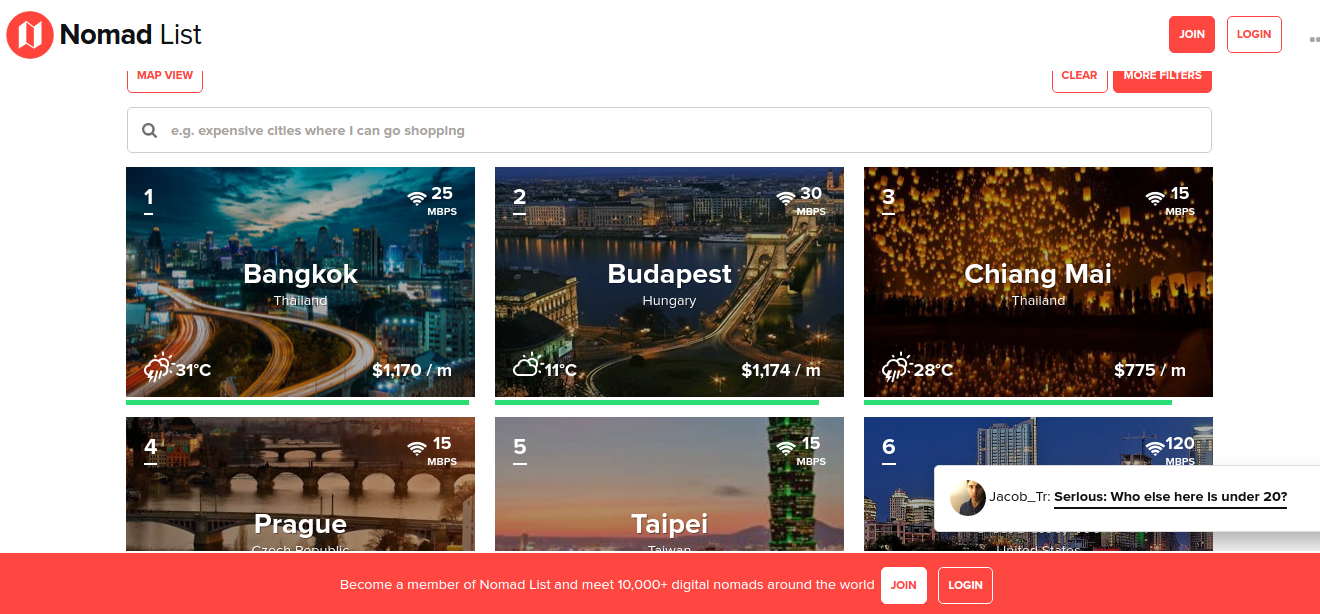 Nomad List
JOIN
LOGIN
MAP VIEW
CLEAR
MORE FILTERS
e.g. expensive cities where I can go shopping
1
25
MBPS
Bangkok
Thailand
31°C
$1,170 / m
2
30
MBPS
Budapest
Hungary
11°C
$1,174 / m
3
15
MBPS
Chiang Mai
Thailand
28°C
$775 / m
4
15
MBPS
Prague
Czech Republic
5
15
MBPS
Taipei
Taiwan
6
120
MBPS
United States
Jacob_Tr: Serious: Who else here is under 20?
Become a member of Nomad List and meet 10,000+ digital nomads around the world
JOIN
LOGIN